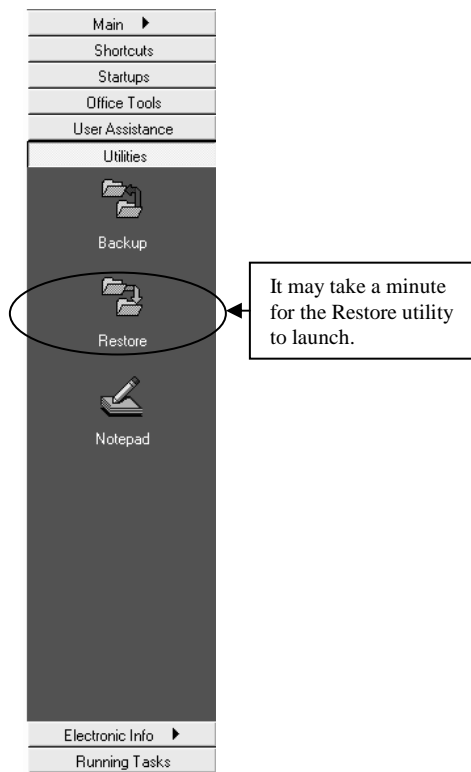 Main
Shortcuts
Startups
Office Tools
User Assistance
Utilities
Backup
Restore
Notepad
It may take a minute
for the Restore utility
to launch.
Electronic Info
Running Tasks